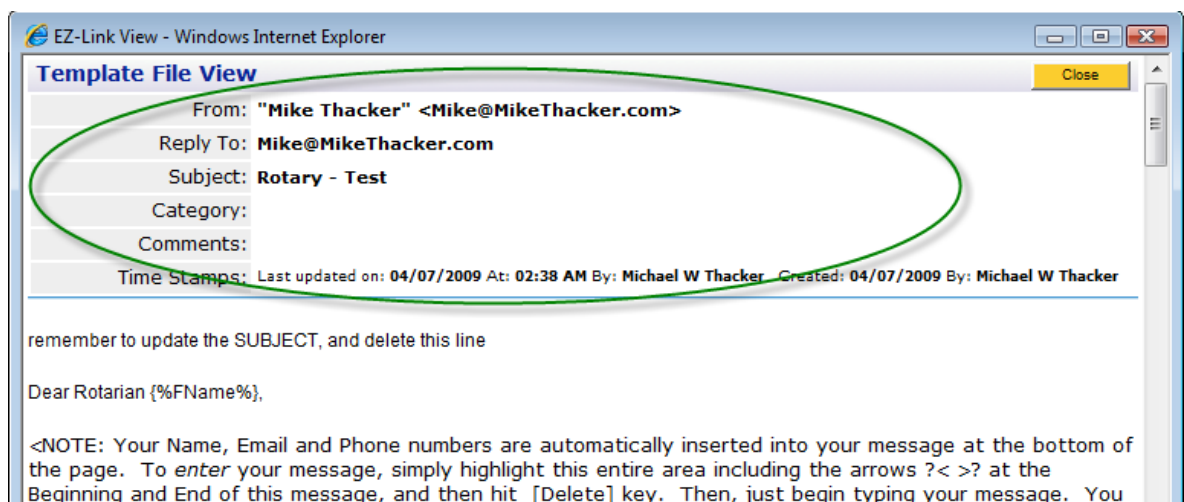 EZ-Link View - Windows Internet Explorer
Template File View
Close
From: "Mike Thacker" <Mike@MikeThacker.com>
Reply To: Mike@MikeThacker.com
Subject: Rotary - Test
Category:
Comments:
Time Stamps: Last updated on: 04/07/2009 At: 02:38 AM By: Michael W Thacker Created: 04/07/2009 By: Michael W Thacker
remember to update the SUBJECT, and delete this line
Dear Rotarian {%FName%},
<NOTE: Your Name, Email and Phone numbers are automatically inserted into your message at the bottom of
the page. To enter your message, simply highlight this entire area including the arrows ?< >? at the
Beginning and End of this message, and then hit [Delete] key. Then, just begin typing your message. You